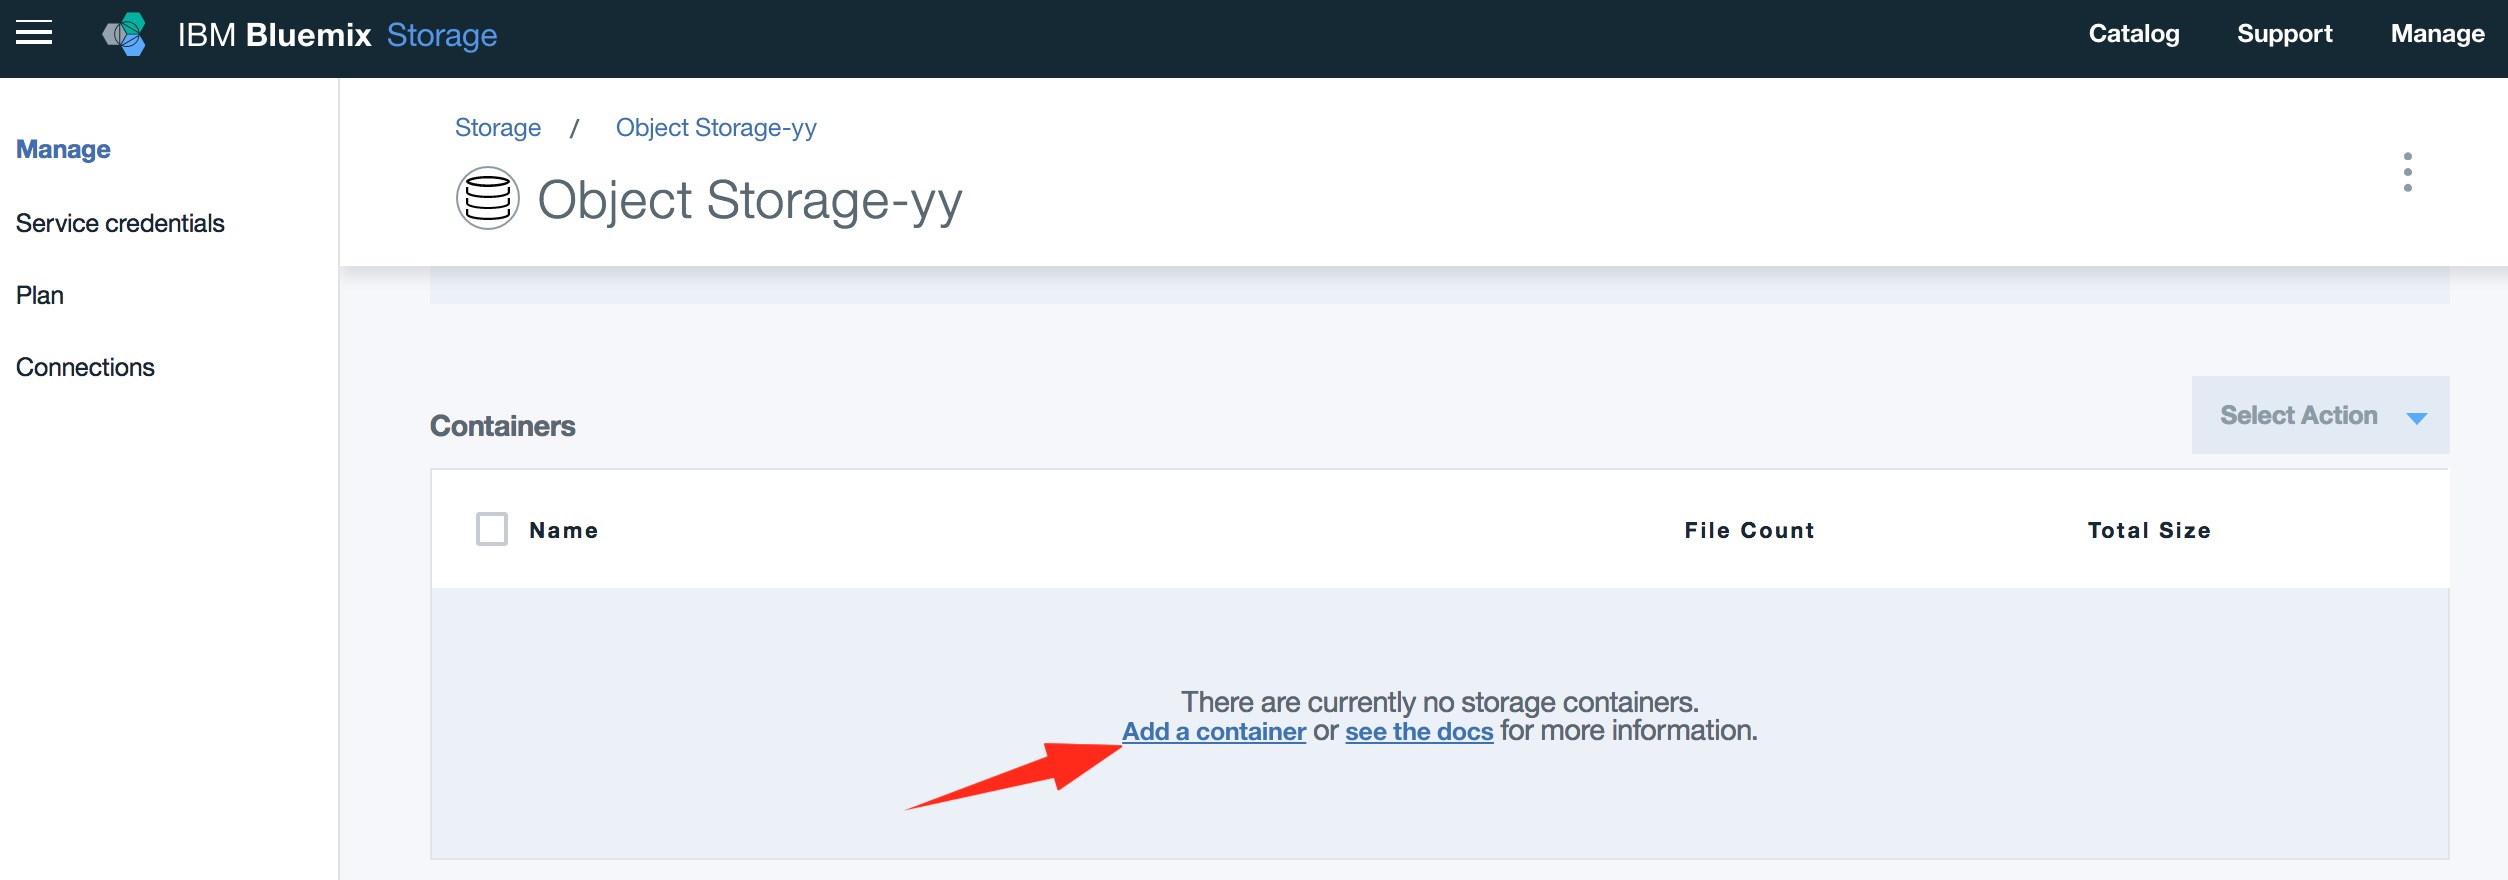 IBM Bluemix Storage
Catalog Support Manage
Manage
Service credentials
Plan
Connections
Storage / Object Storage-yy
Object Storage-yy
Containers
Select Action
Name File Count Total Size
There are currently no storage containers.
Add a container or see the docs for more information.